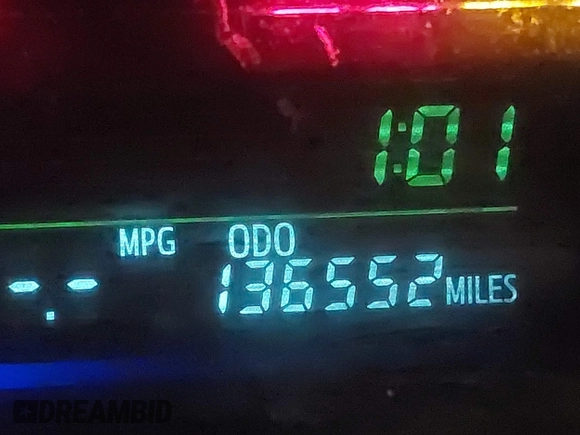 1:01
MPG ODO
-.- 136552 MILES
DREAMBID